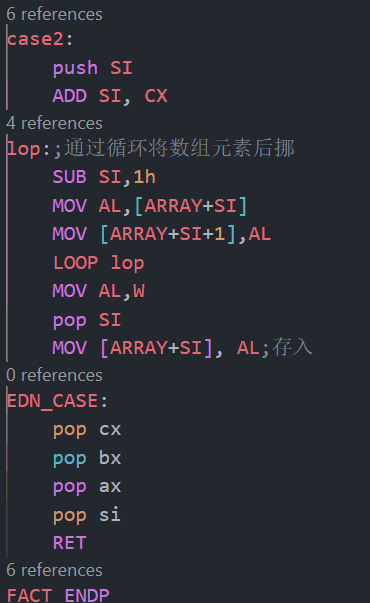 6 references
case2:
push SI
ADD SI, CX
4 references
lop:;通过循环将数组元素后挪
SUB SI,1h
MOV AL,[ARRAY+SI]
MOV [ARRAY+SI+1],AL
LOOP lop
MOV AL,W
pop SI
MOV [ARRAY+SI], AL;存入
0 references
EDN_CASE:
pop cx
pop bx
pop ax
pop si
RET
6 references
FACT ENDP